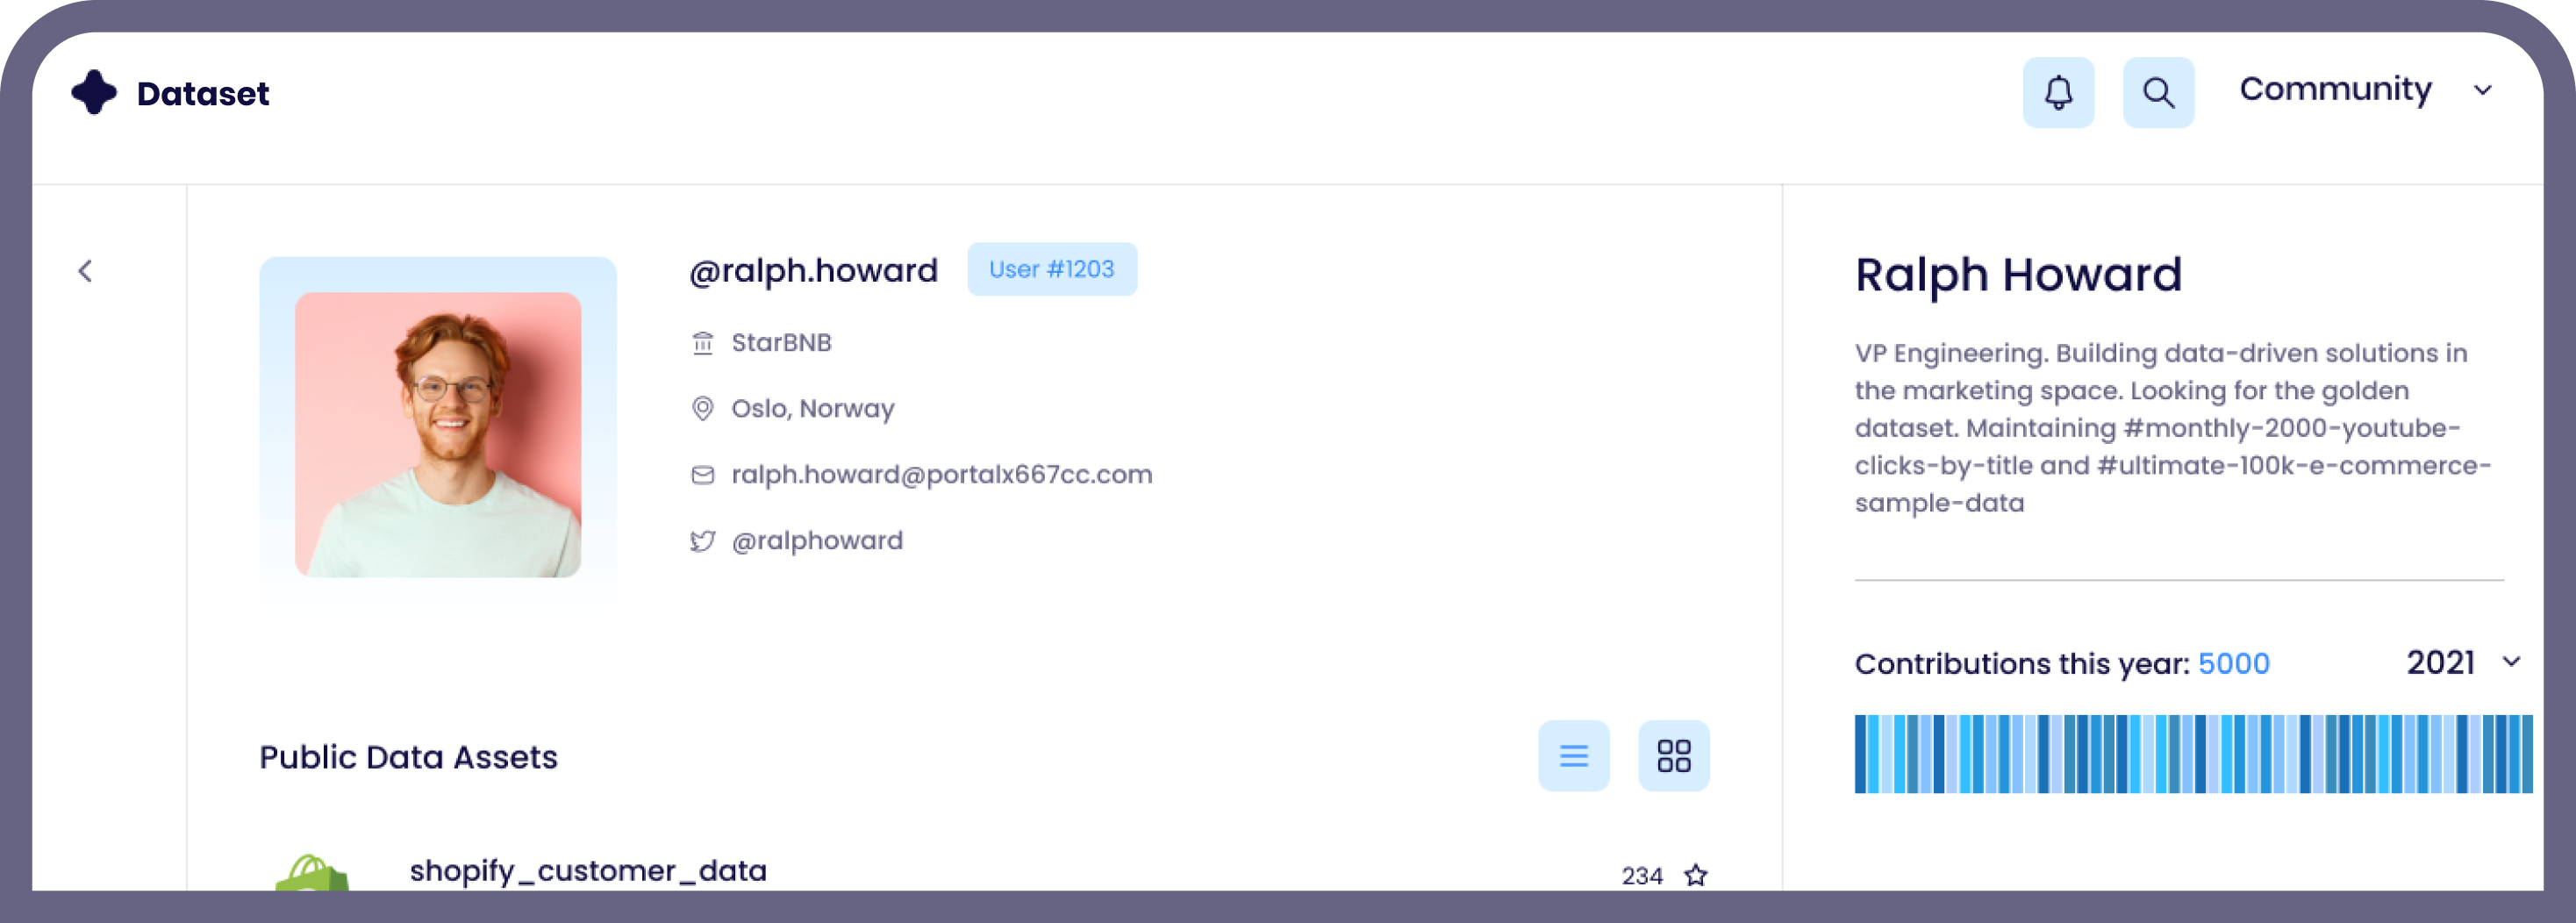 Dataset
Community
@ralph.howard
User #1203
StarBNB
Oslo, Norway
ralph.howard@portalx667cc.com
@ralphoward
Public Data Assets
shopify_customer_data
234
Ralph Howard
VP Engineering. Building data-driven solutions in
the marketing space. Looking for the golden
dataset. Maintaining #monthly-2000-youtube-
clicks-by-title and #ultimate-100k-e-commerce-
sample-data
Contributions this year: 5000
2021